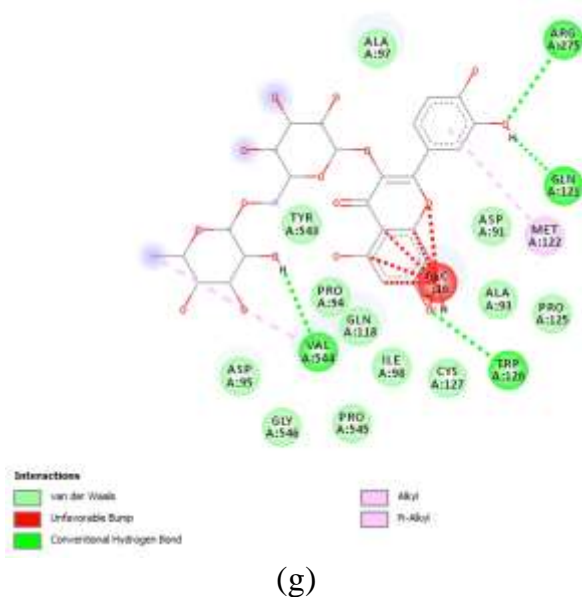 ARG
A:275
ALA
A:97
H
GLN
A:121
TYR
A:543
ASP
A:91
MET
A:122
PRO
A:94
GLN
A:118
ALA
A:93
PRO
A:125
VAL
A:544
ILE
A:98
CYS
A:127
TRP
A:126
ASP
A:95
GLY
A:546
PRO
A:545
Interactions
van der Waals
Unfavorable Bump
Conventional Hydrogen Bond
Alkyl
Pi-Alkyl
(g)